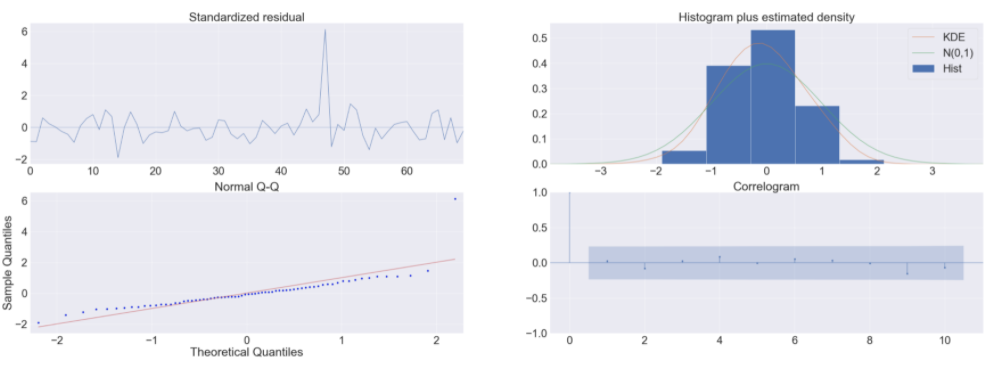 Standardized residual
6
4
2
0
−2
0 10 20 30 40 50 60
Histogram plus estimated density
0.5
0.4
0.3
0.2
0.1
0.0
KDE
N(0,1)
Hist
−3 −2 −1 0 1 2 3
Normal Q-Q
Sample Quantiles
6
4
2
0
−2
−2 −1 0 1 2
Theoretical Quantiles
Correlogram
1.0
0.5
0.0
−0.5
−1.0
0 2 4 6 8 10